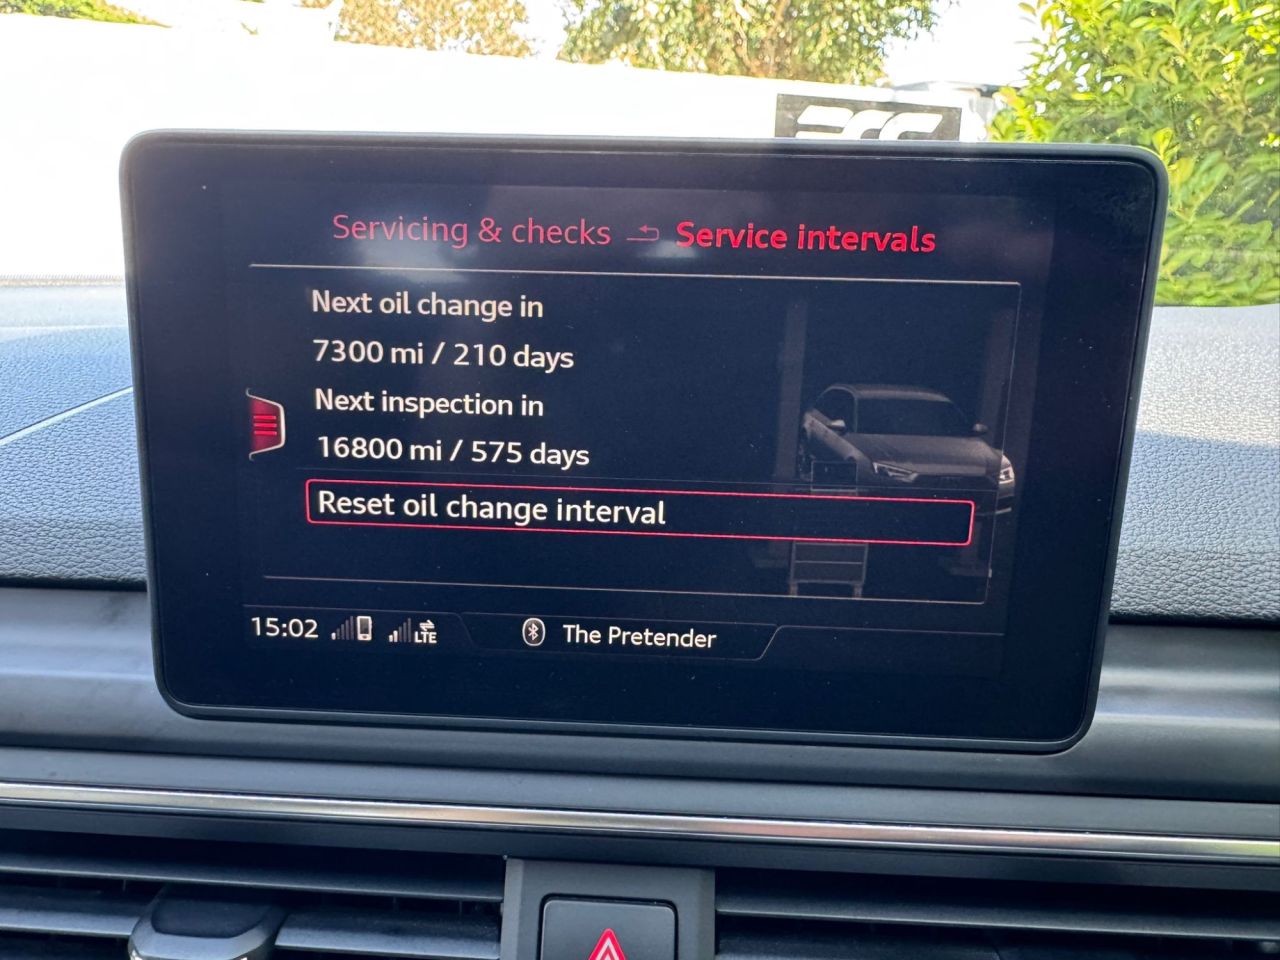 Servicing & checks Service intervals
Next oil change in
7300 mi / 210 days
Next inspection in
16800 mi / 575 days
Reset oil change interval
15:02 LTE The Pretender